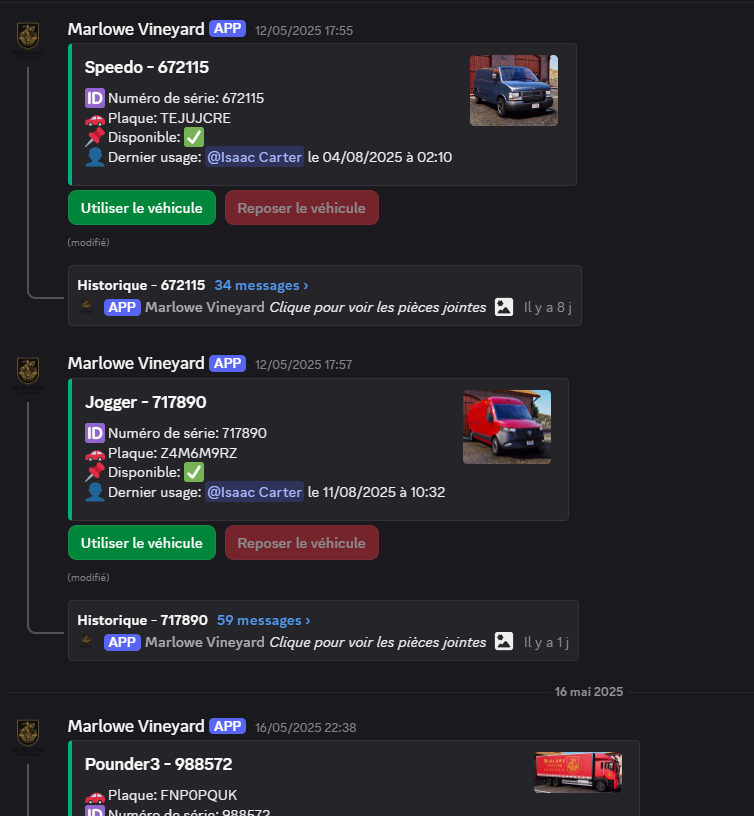 Marlowe Vineyard APP 12/05/2025 17:55
Speedo - 672115
ID Numéro de série: 672115
Plaque: TEJUJCRE
Disponible:
Dernier usage: @Isaac Carter le 04/08/2025 à 02:10
Utiliser le véhicule Reposer le véhicule
(modifié)
Historique - 672115 34 messages ›
APP Marlowe Vineyard Clique pour voir les pièces jointes Il y a 8 j
Marlowe Vineyard APP 12/05/2025 17:57
Jogger - 717890
ID Numéro de série: 717890
Plaque: Z4M6M9RZ
Disponible:
Dernier usage: @Isaac Carter le 11/08/2025 à 10:32
Utiliser le véhicule Reposer le véhicule
(modifié)
Historique - 717890 59 messages ›
APP Marlowe Vineyard Clique pour voir les pièces jointes Il y a 1 j
16 mai 2025
Marlowe Vineyard APP 16/05/2025 22:38
Pounder3 - 988572
MARLOWE
Plaque: FNP0PQUK
ID Numéro de série: 988572